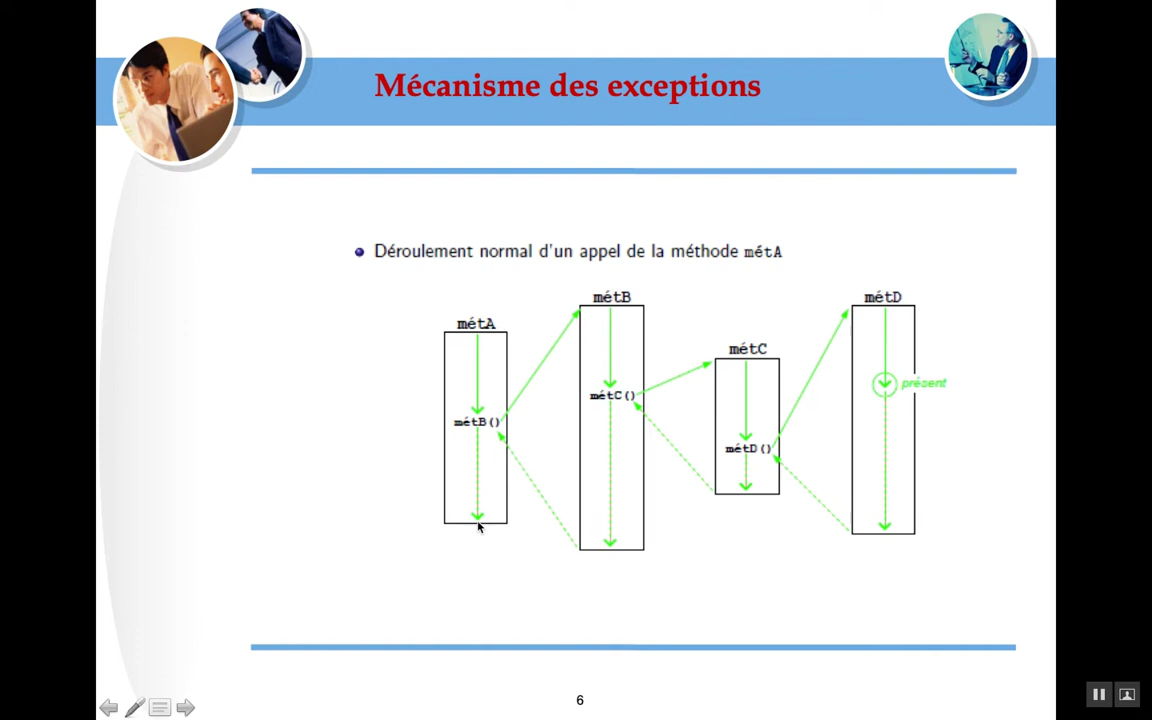 Mécanisme des exceptions
Déroulement normal d'un appel de la méthode métA
métB
métD
métA
métC
présent
métC()
métB()
métD()
6